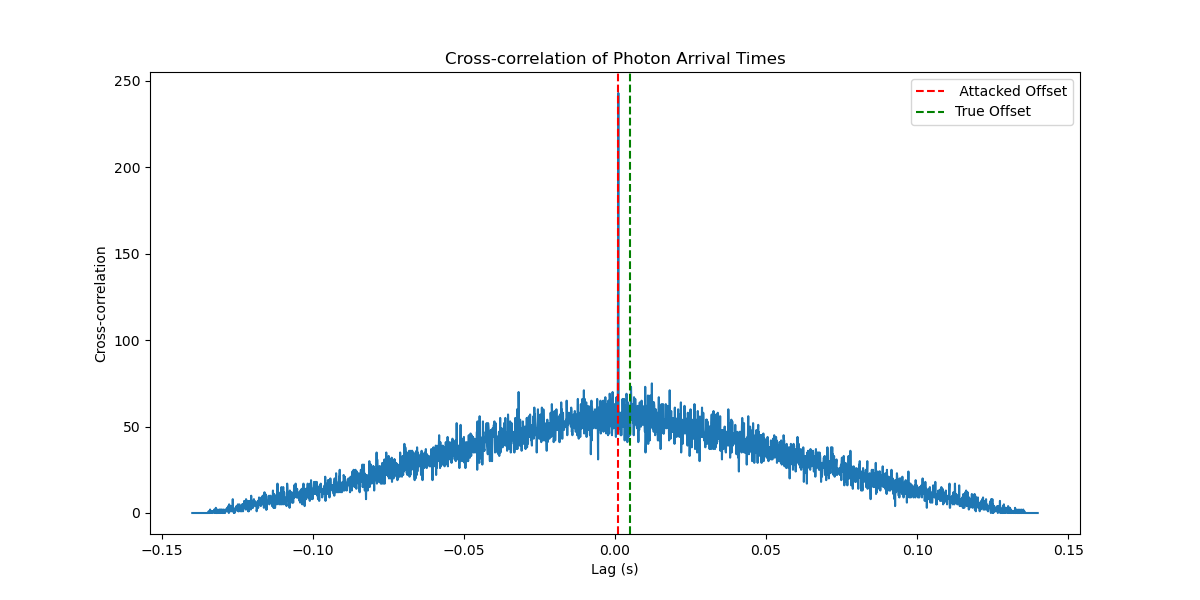 Cross-correlation of Photon Arrival Times
250
200
150
100
50
0
Cross-correlation
Attacked Offset
True Offset
−0.15
−0.10
−0.05
0.00
0.05
0.10
0.15
Lag (s)